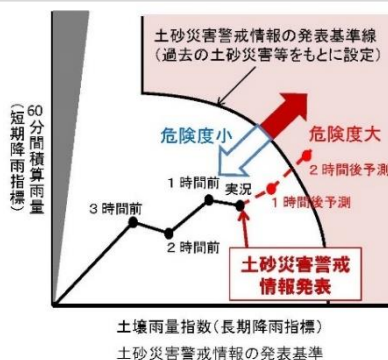 土砂災害警戒情報の発表基準線
(過去の土砂災害等をもとに設定)
60分間積算雨量
(短期降雨指標)
危険度小
危険度大
2時間後予測
1時間前
実況
1時間後予測
3時間前
2時間前
土砂災害警戒
情報発表
土壌雨量指数(長期降雨指標)
土砂災害警戒情報の発表基準